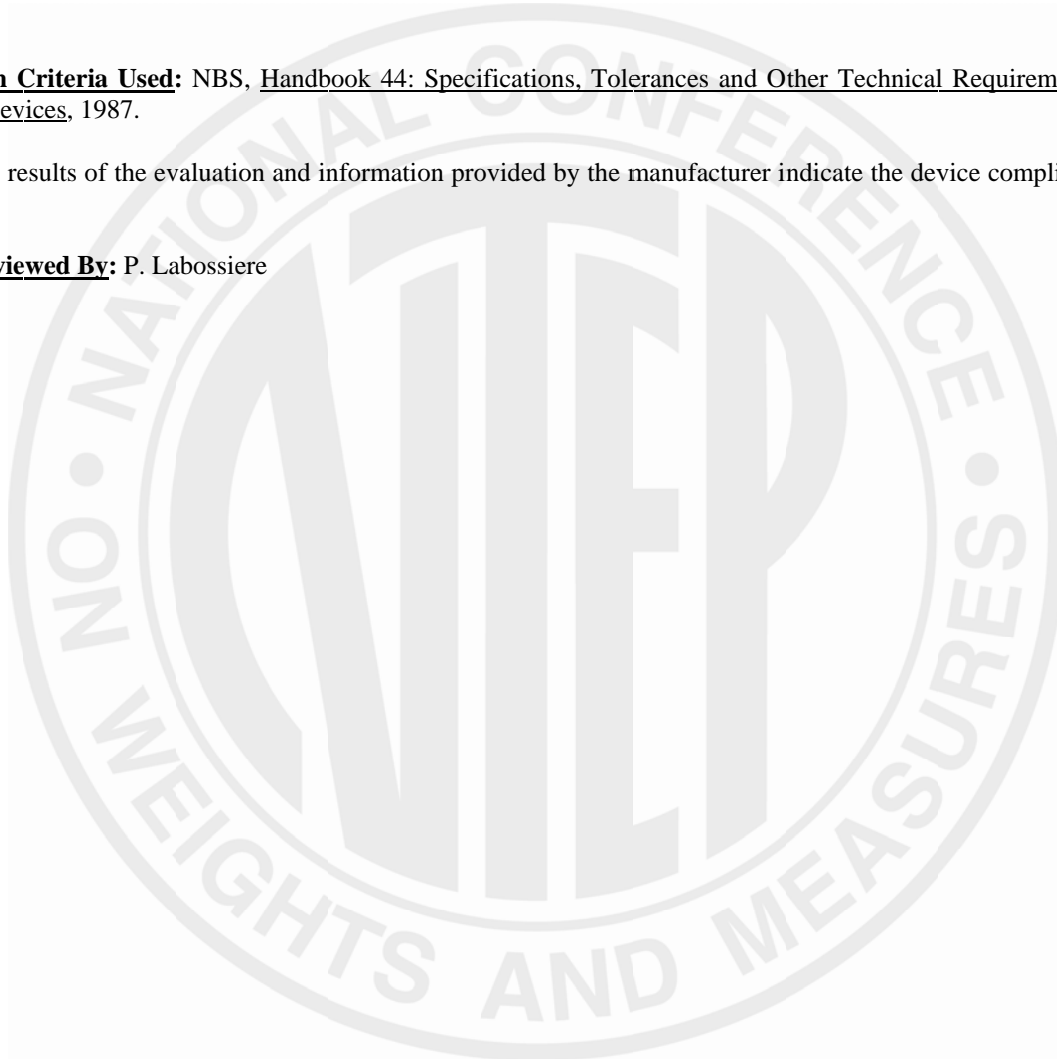 n Criteria Used: NBS, Handbook 44: Specifications, Tolerances and Other Technical Requirem
evices, 1987.
results of the evaluation and information provided by the manufacturer indicate the device compli
viewed By: P. Labossiere
NATIONAL CONFERENCE
ON WEIGHTS AND MEASURES
NTEP